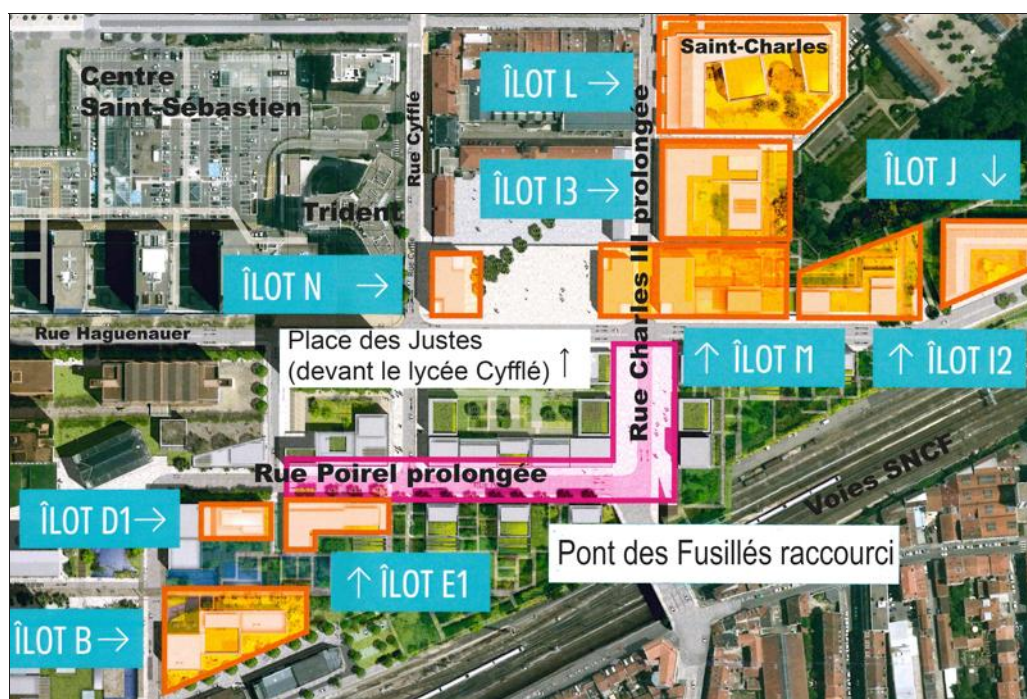 Centre
Saint-Sébastien
Saint-Charles
ÎLOT L →
Rue Cyfflé
Rue Charles III prolongée
ÎLOT I3 →
ÎLOT J ↓
Trident
ÎLOT N →
Rue Haguenauer
Place des Justes
(devant le lycée Cyfflé) ↑
↑ ÎLOT M
↑ ÎLOT I2
Rue Poirel prolongée
Voies SNCF
ÎLOT D1→
Pont des Fusillés raccourci
↑ ÎLOT E1
ÎLOT B →